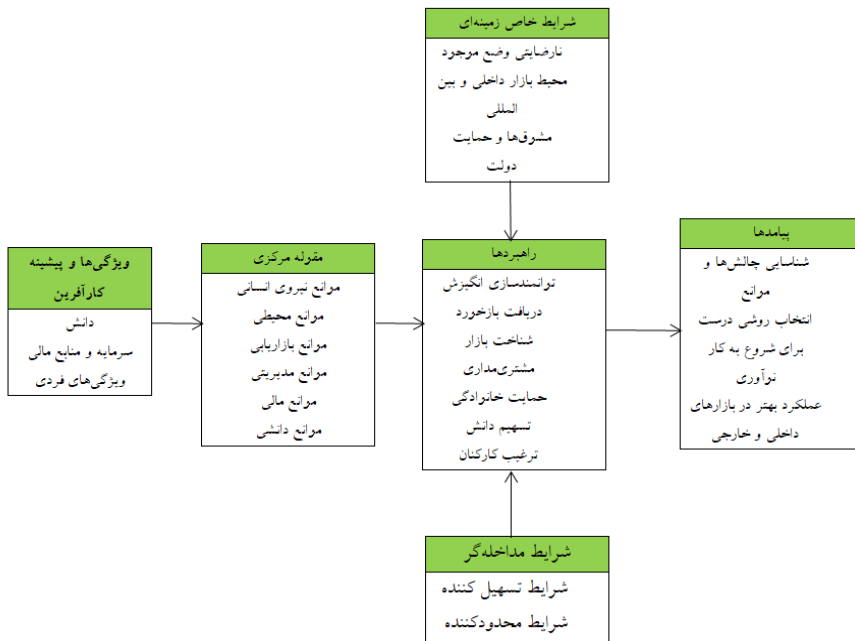 شرایط خاص زمینه‌ای
نارضایتی وضع موجود
محیط بازار داخلی و بین
المللی
مشوق‌ها و حمایت
دولت
ویژگی‌ها و پیشینه
کارآفرین
دانش
سرمایه و منابع مالی
ویژگی‌های فردی
مقوله مرکزی
موانع نیروی انسانی
موانع محیطی
موانع بازاریابی
موانع مدیریتی
موانع مالی
موانع دانشی
راهبردها
توانمندسازی انگیزش
دریافت بازخورد
شناخت بازار
مشتری‌مداری
حمایت خانوادگی
تسهیم دانش
ترغیب کارکنان
پیامدها
شناسایی چالش‌ها و
موانع
انتخاب روشی درست
برای شروع به کار
نوآوری
عملکرد بهتر در بازارهای
داخلی و خارجی
شرایط مداخله‌گر
شرایط تسهیل کننده
شرایط محدودکننده